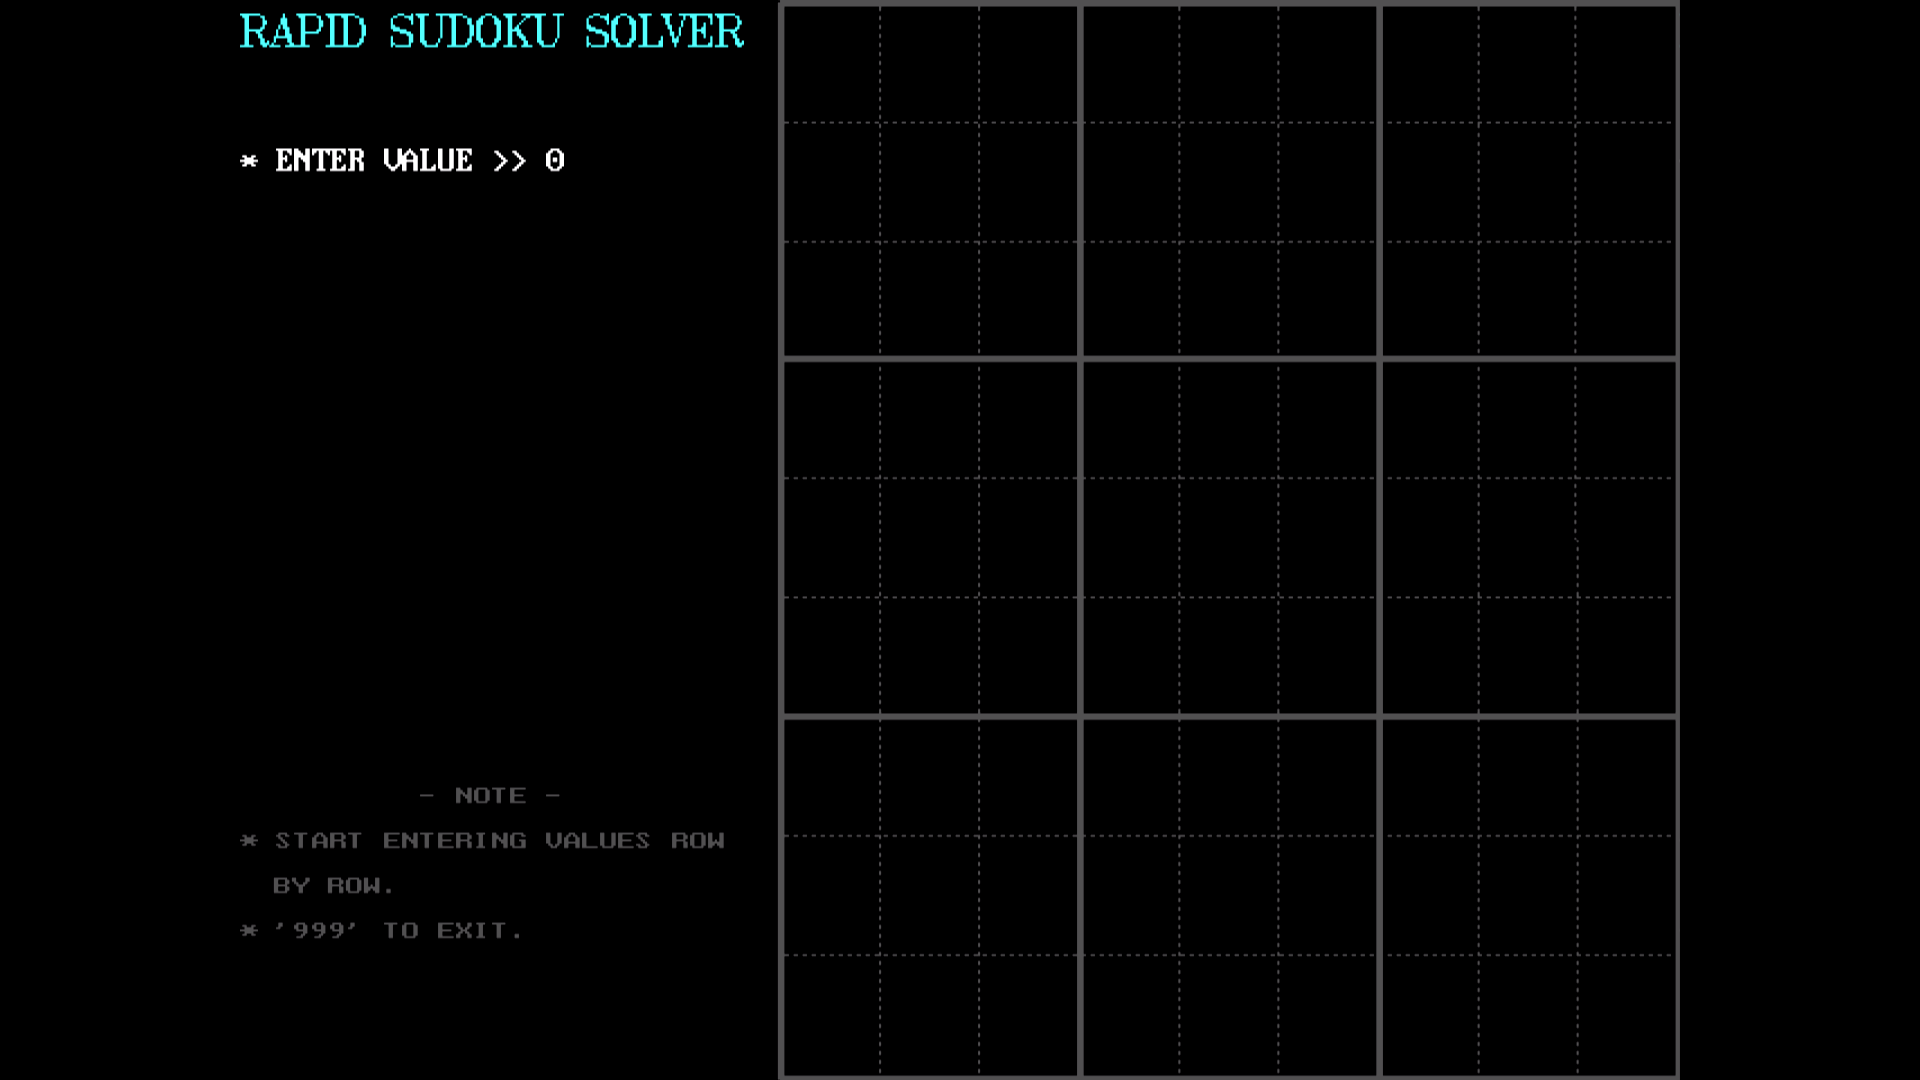 RAPID SUDOKU SOLVER
* ENTER VALUE >> 0
- NOTE -
* START ENTERING VALUES ROW
BY ROW.
* '999' TO EXIT.